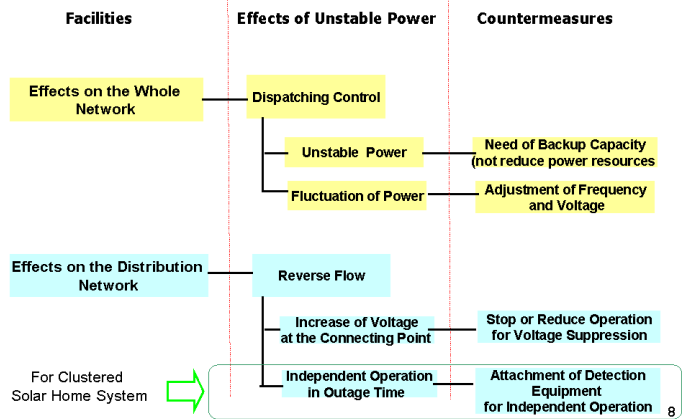 Facilities
Effects of Unstable Power
Countermeasures
Effects on the Whole
Network
Dispatching Control
Unstable Power
Need of Backup Capacity
(not reduce power resources
Fluctuation of Power
Adjustment of Frequency
and Voltage
Effects on the Distribution
Network
Reverse Flow
Increase of Voltage
at the Connecting Point
Stop or Reduce Operation
for Voltage Suppression
For Clustered
Solar Home System
Independent Operation
in Outage Time
Attachment of Detection
Equipment
for Independent Operation
8